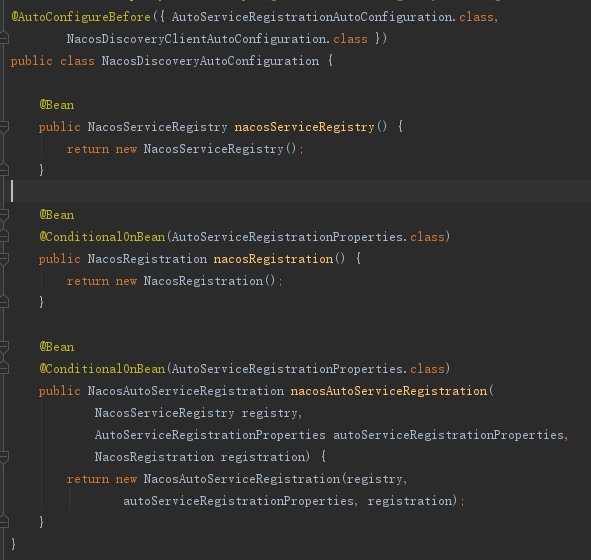 @AutoConfigureBefore({ AutoServiceRegistrationAutoConfiguration.class,
NacosDiscoveryClientAutoConfiguration.class })
public class NacosDiscoveryAutoConfiguration {
@Bean
public NacosServiceRegistry nacosServiceRegistry() {
return new NacosServiceRegistry();
}
@Bean
@ConditionalOnBean(AutoServiceRegistrationProperties.class)
public NacosRegistration nacosRegistration() {
return new NacosRegistration();
}
@Bean
@ConditionalOnBean(AutoServiceRegistrationProperties.class)
public NacosAutoServiceRegistration nacosAutoServiceRegistration(
NacosServiceRegistry registry,
AutoServiceRegistrationProperties autoServiceRegistrationProperties,
NacosRegistration registration) {
return new NacosAutoServiceRegistration(registry,
autoServiceRegistrationProperties, registration);
}
}